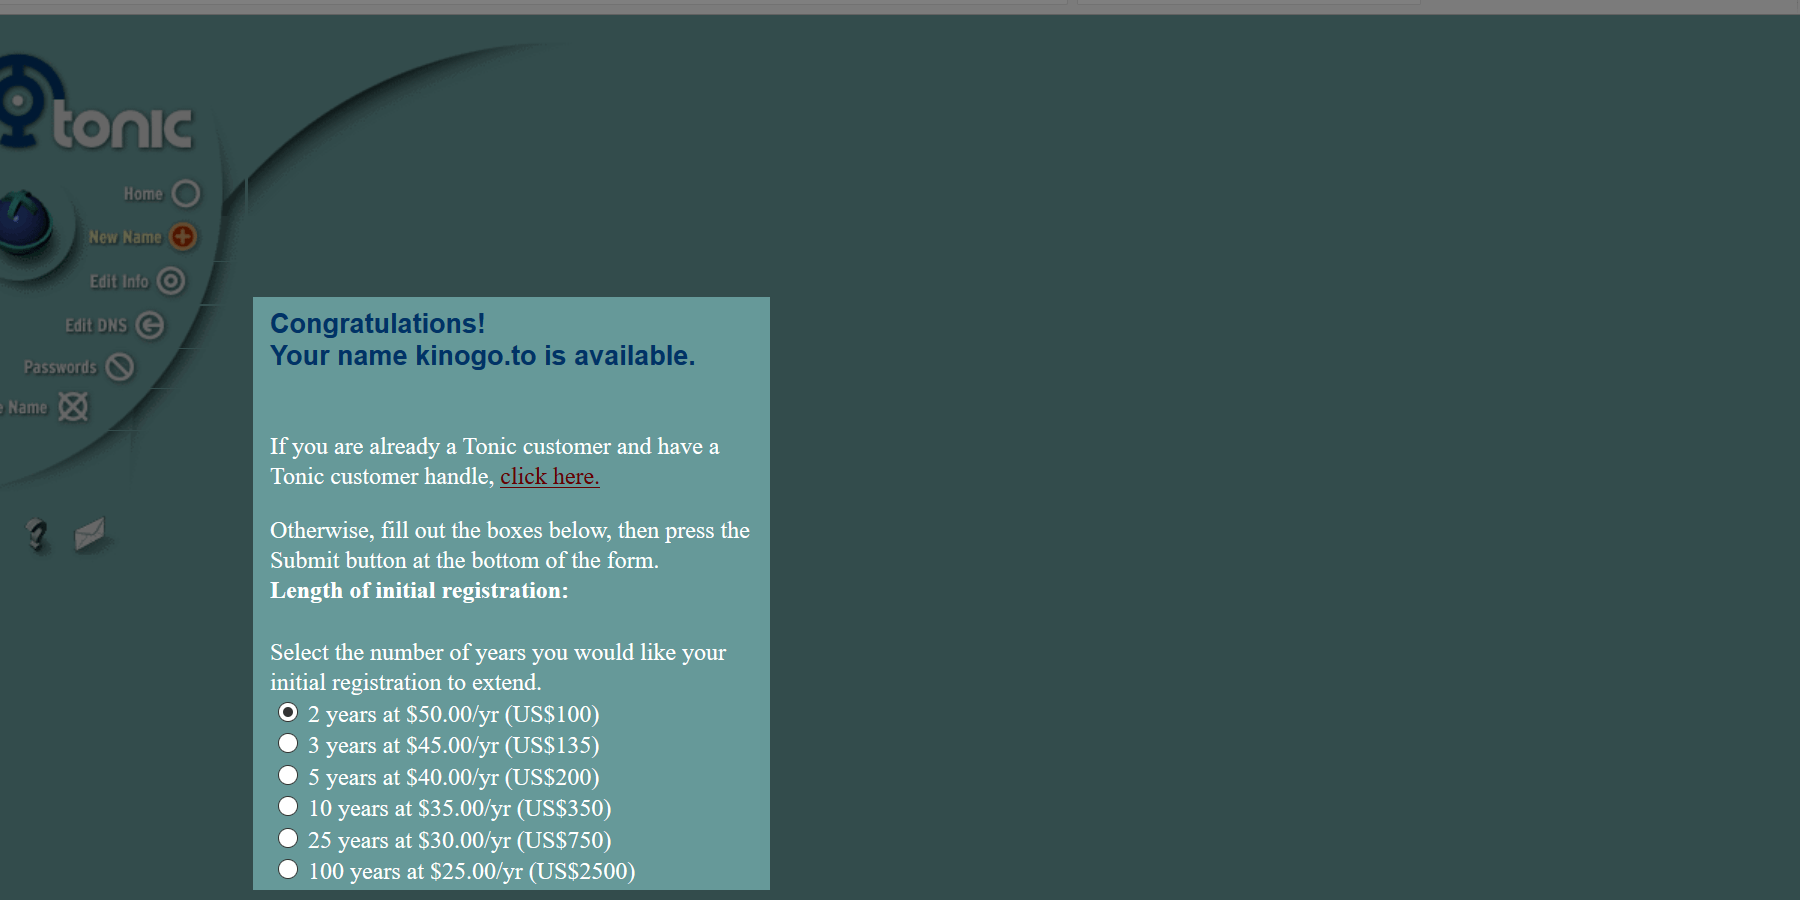 tonic
Home
New Name
Edit Info
Edit DNS
Passwords
Name
Congratulations!
Your name kinogo.to is available.
If you are already a Tonic customer and have a
Tonic customer handle, click here.
Otherwise, fill out the boxes below, then press the
Submit button at the bottom of the form.
Length of initial registration:
Select the number of years you would like your
initial registration to extend.
2 years at $50.00/yr (US$100)
3 years at $45.00/yr (US$135)
5 years at $40.00/yr (US$200)
10 years at $35.00/yr (US$350)
25 years at $30.00/yr (US$750)
100 years at $25.00/yr (US$2500)